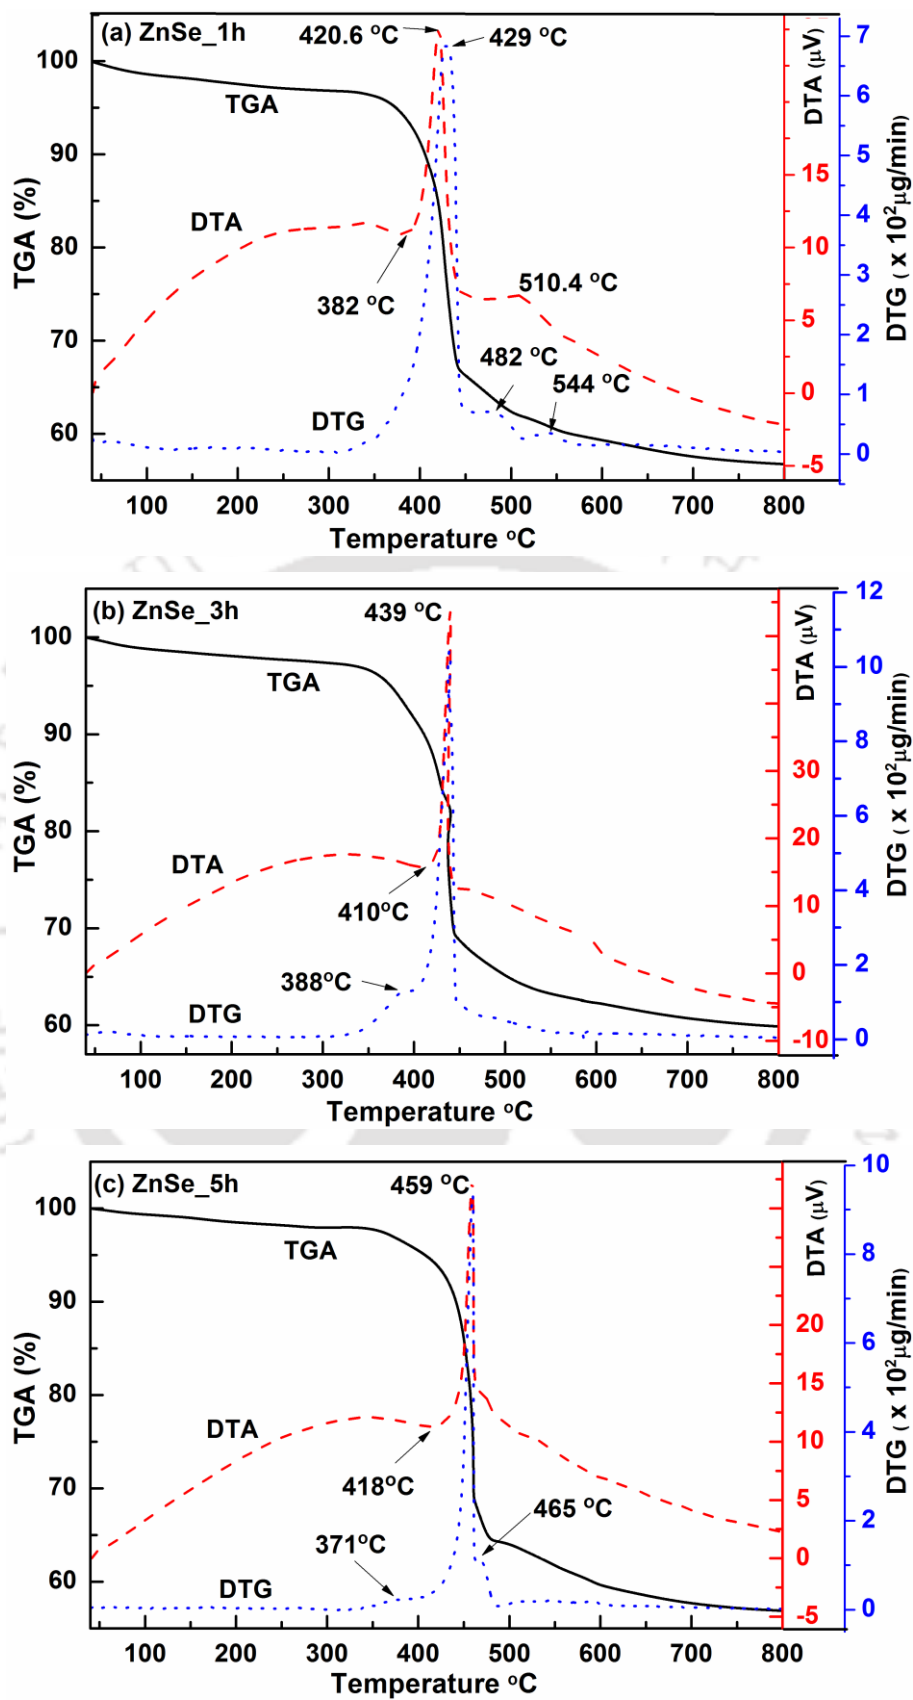 (a) ZnSe_1h
420.6 °C
429 °C
TGA
DTA
382 °C
510.4 °C
482 °C
544 °C
DTG
TGA (%)
100
90
80
70
60
DTA (μV)
15
10
5
0
-5
DTG ( x 10²μg/min)
7
6
5
4
3
2
1
0
100 200 300 400 500 600 700 800
Temperature °C
(b) ZnSe_3h
439 °C
TGA
DTA
410°C
388°C
DTG
TGA (%)
100
90
80
70
60
DTA (μV)
30
20
10
0
-10
DTG ( x 10²μg/min)
12
10
8
6
4
2
0
100 200 300 400 500 600 700 800
Temperature °C
(c) ZnSe_5h
459 °C
TGA
DTA
418°C
465 °C
371°C
DTG
TGA (%)
100
90
80
70
60
DTA (μV)
20
15
10
5
0
-5
DTG ( x 10²μg/min)
10
8
6
4
2
0
100 200 300 400 500 600 700 800
Temperature °C